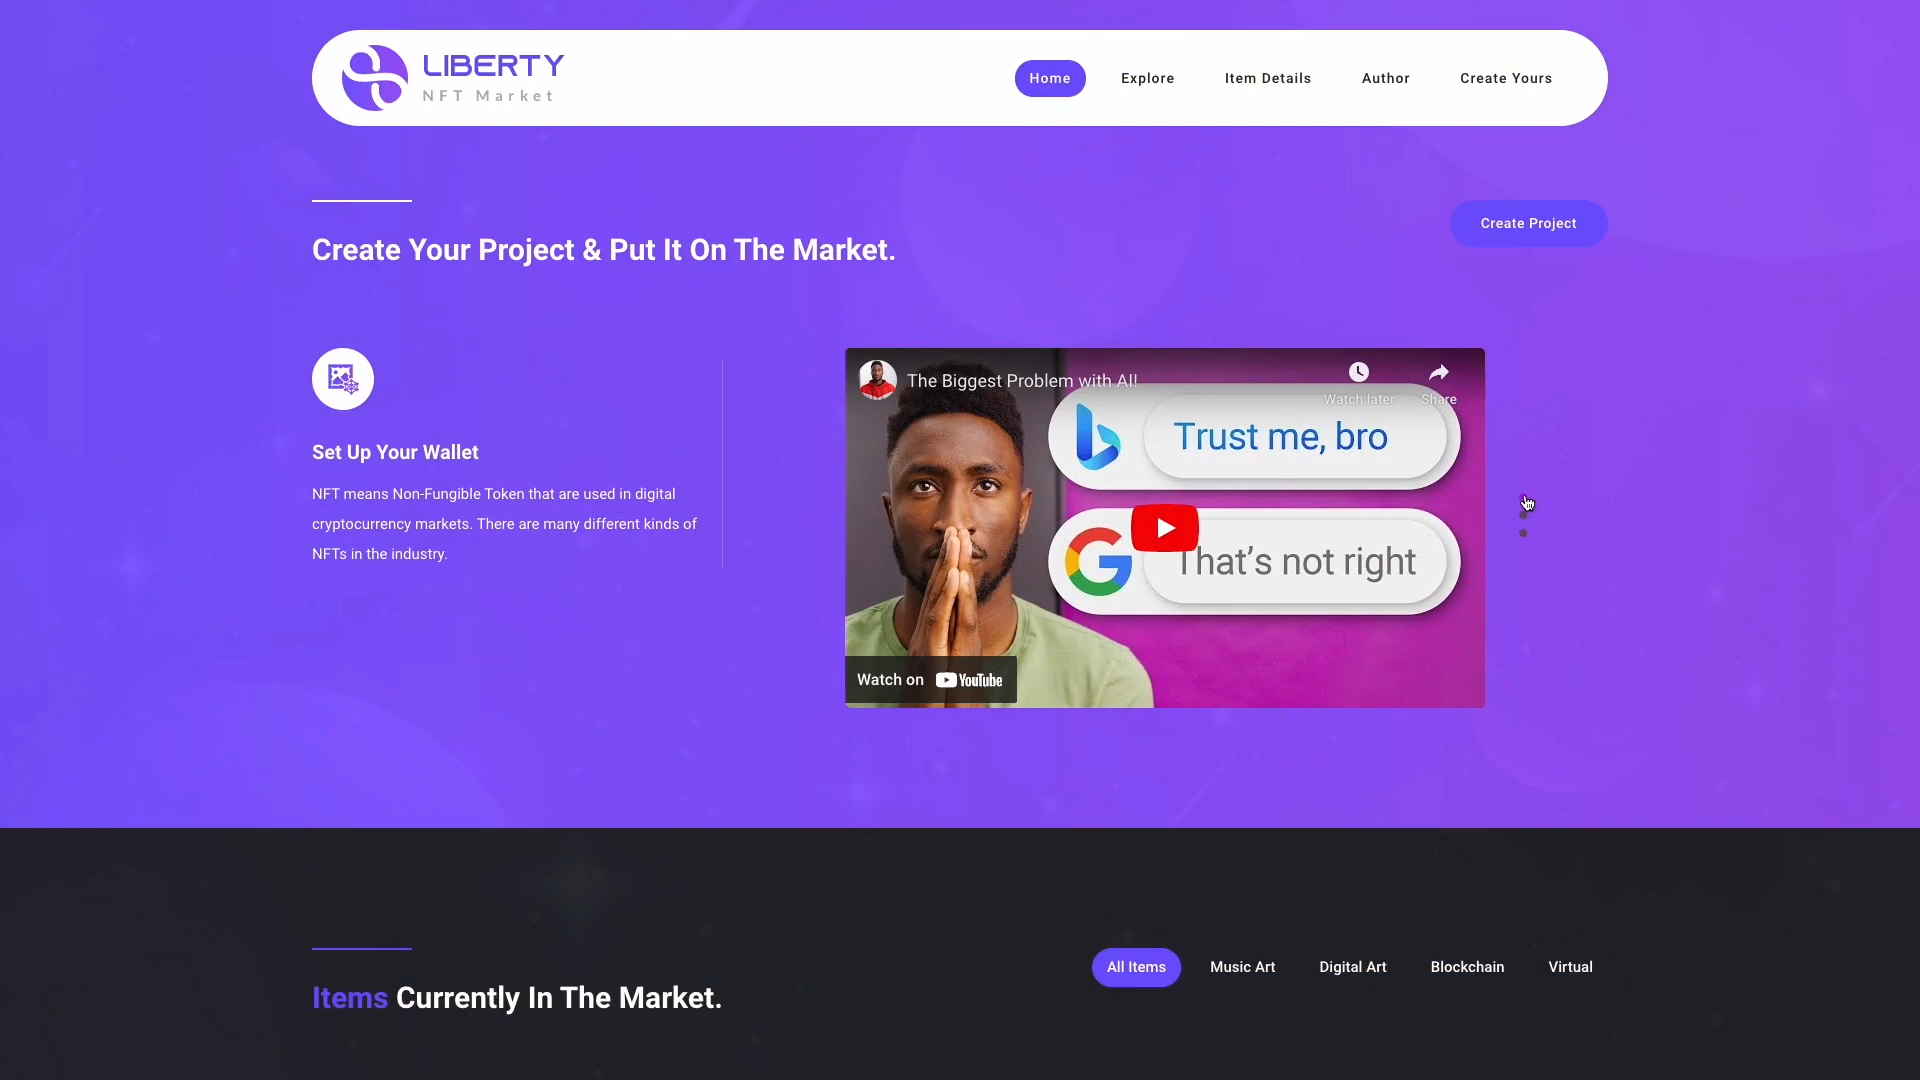 LIBERTY
NFT Market
Home
Explore
Item Details
Author
Create Yours
Create Project
Create Your Project & Put It On The Market.
The Biggest Problem with AI!
Watch later
Share
Trust me, bro
That's not right
Watch on YouTube
Set Up Your Wallet
NFT means Non-Fungible Token that are used in digital
cryptocurrency markets. There are many different kinds of
NFTs in the industry.
Items Currently In The Market.
All Items
Music Art
Digital Art
Blockchain
Virtual